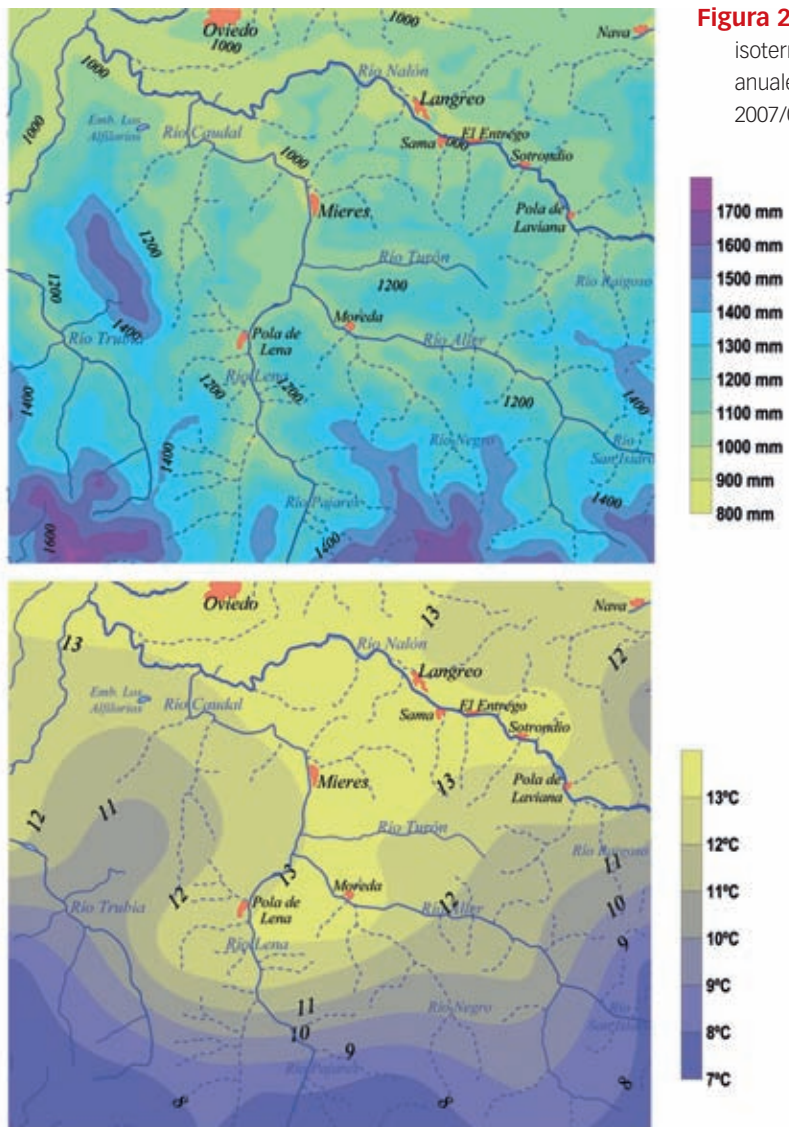 Figura 2
isoter
anuale
2007/
Oviedo
1000
Nava
1000
Río Nalón
1000
Langreo
Emb. Los
Alfilorios
Río Caudal
Sama
El Entrego
000
1000
Sotrondio
Mieres
Pola de
Laviana
1200
Río Turón
1200
1200
Río Raigoso
Moreda
Río Trubia
1400
Pola de
Lena
Río Aller
Río Lena
1200
1200
1400
1200
1400
Río Negro
Río
San Isidro
1400
Río Pajares
1400
1600
1400
1700 mm
1600 mm
1500 mm
1400 mm
1300 mm
1200 mm
1100 mm
1000 mm
900 mm
800 mm
Oviedo
13
Nava
13
Río Nalón
12
Langreo
Emb. Los
Alfilorios
Río Caudal
Sama
El Entrego
Sotrondio
Mieres
13
Pola de
Laviana
12
11
Río Turón
Río Raigoso
11
13
12
Moreda
12
10
Río Trubia
Pola de
Lena
Río Aller
Río Lena
9
11
Río Negro
Río
San Isidro
10
9
Río Pajares
8
8
8
13ºC
12ºC
11ºC
10ºC
9ºC
8ºC
7ºC